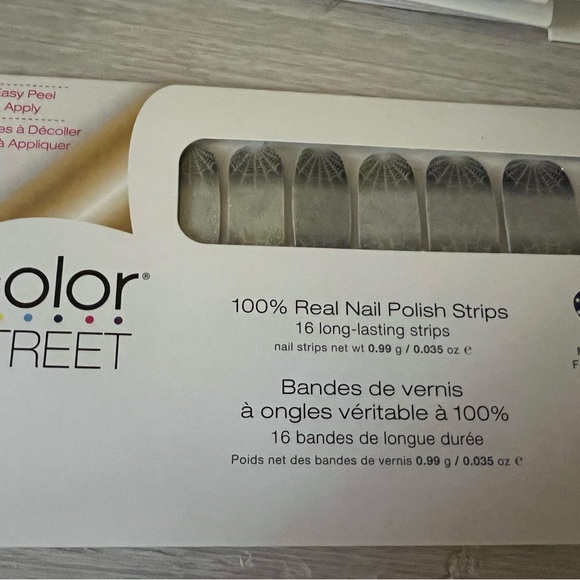 asy Peel
Apply
es à Décoller
à Appliquer
olor®
TREET
100% Real Nail Polish Strips
16 long-lasting strips
nail strips net wt 0.99 g / 0.035 oz ℮
Bandes de vernis
à ongles véritable à 100%
16 bandes de longue durée
Poids net des bandes de vernis 0.99 g / 0.035 oz ℮